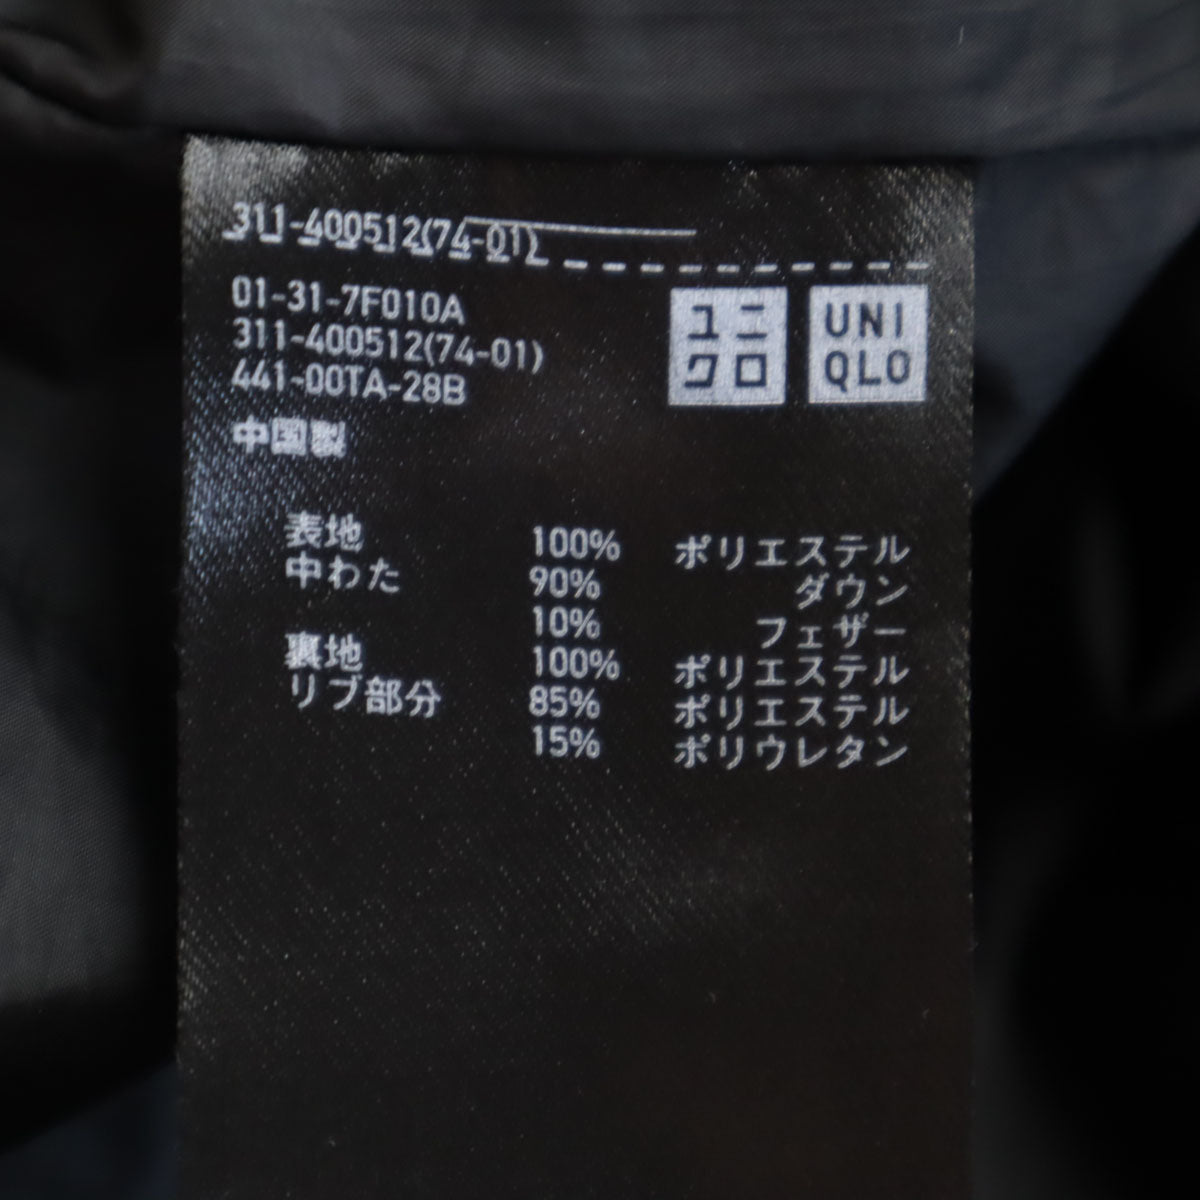 311-400512(74-01)
01-31-7F010A
311-400512(74-01)
441-00TA-28B
中国製
ユニ
クロ
UNI
QLO
表地 100% ポリエステル
中わた 90% ダウン
10% フェザー
裏地 100% ポリエステル
リブ部分 85% ポリエステル
15% ポリウレタン